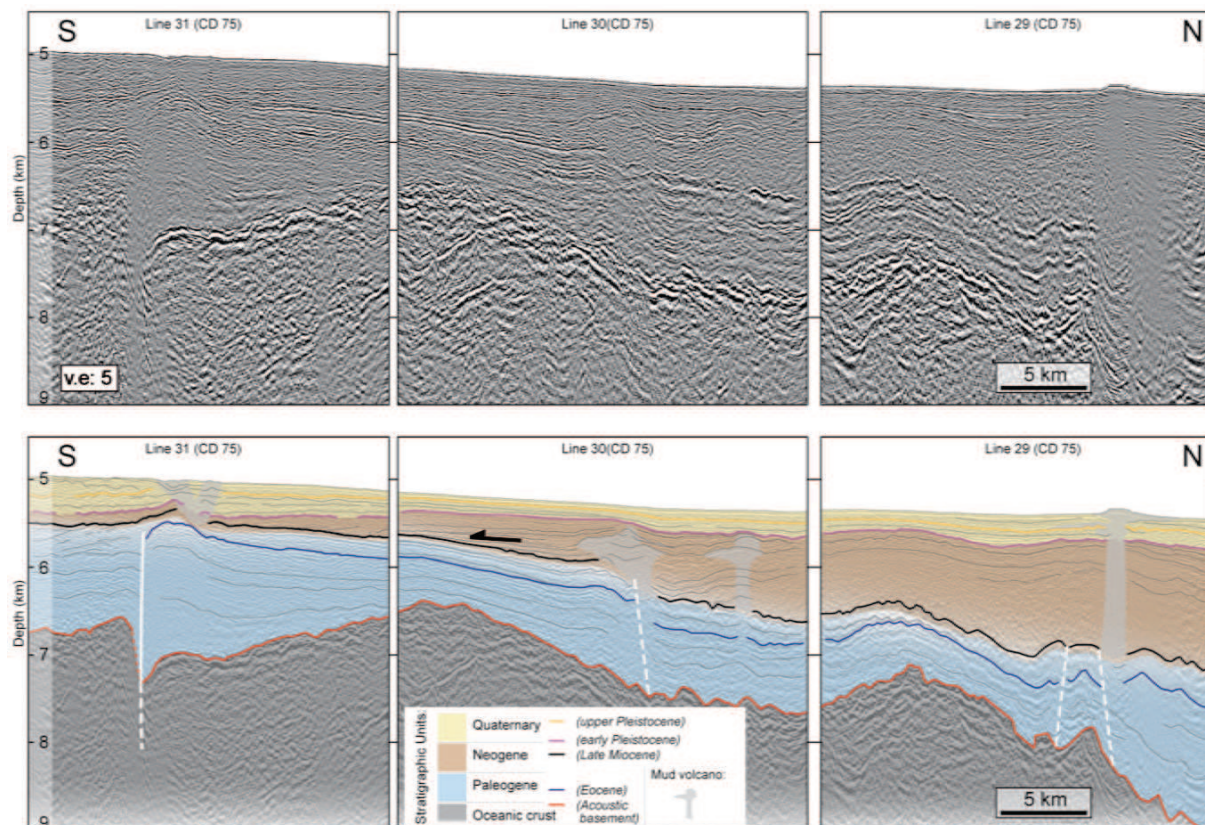 S
Line 31 (CD 75)
Line 30(CD 75)
Line 29 (CD 75)
N
Depth (km)
5
6
7
8
9
v.e: 5
5 km
S
Line 31 (CD 75)
Line 30(CD 75)
Line 29 (CD 75)
N
Depth (km)
5
6
7
8
9
Stratigraphic Units:
Quaternary
Neogene
Paleogene
Oceanic crust
(upper Pleistocene)
(early Pleistocene)
(Late Miocene)
(Eocene)
(Acoustic
basement)
Mud volcano:
5 km